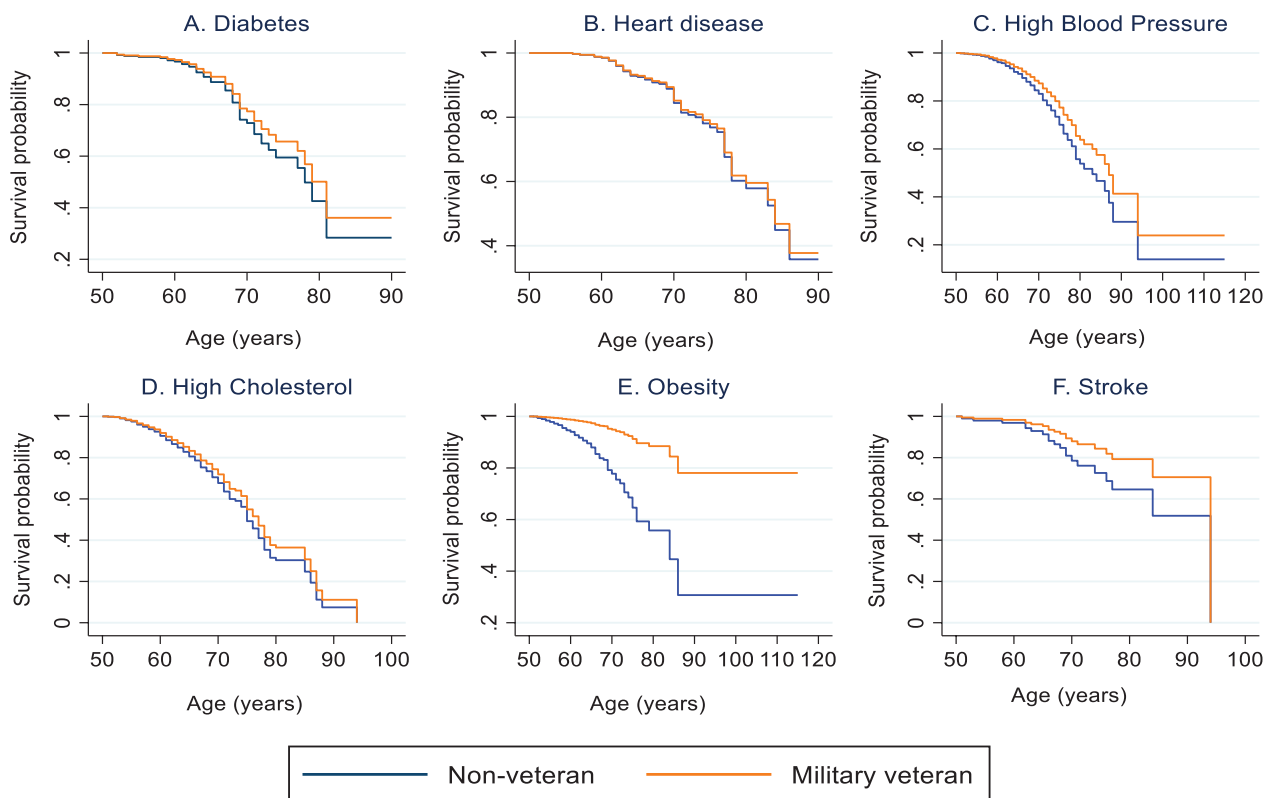 A. Diabetes
Survival probability
1
.8
.6
.4
.2
50 60 70 80 90
Age (years)
B. Heart disease
Survival probability
1
.8
.6
.4
50 60 70 80 90
Age (years)
C. High Blood Pressure
Survival probability
1
.8
.6
.4
.2
50 60 70 80 90 100 110 120
Age (years)
D. High Cholesterol
Survival probability
1
.8
.6
.4
.2
0
50 60 70 80 90 100
Age (years)
E. Obesity
Survival probability
1
.8
.6
.4
.2
50 60 70 80 90 100 110 120
Age (years)
F. Stroke
Survival probability
1
.8
.6
.4
.2
0
50 60 70 80 90 100
Age (years)
Non-veteran Military veteran